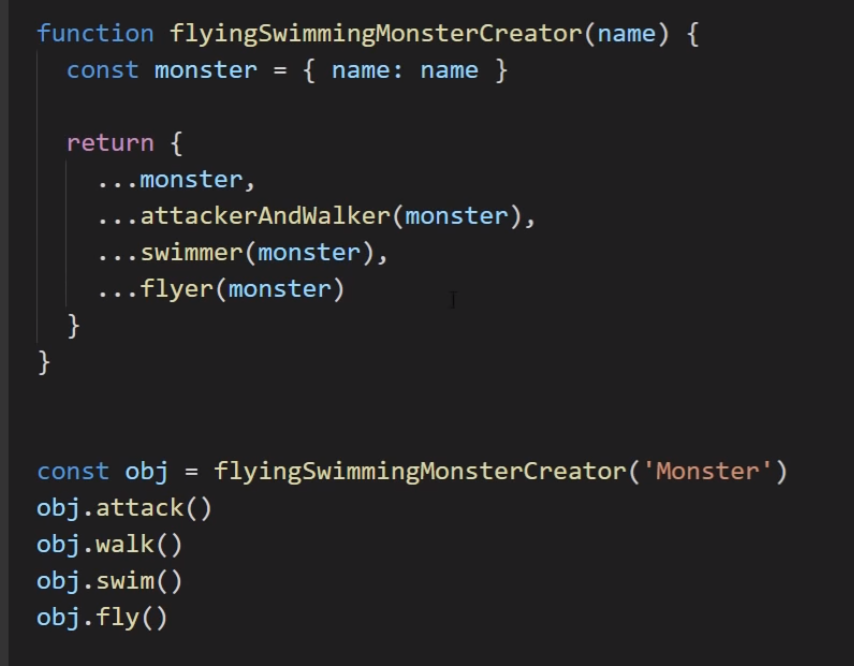 function flyingSwimmingMonsterCreator(name) {
  const monster = { name: name }
  return {
    ...monster,
    ...attackerAndWalker(monster),
    ...swimmer(monster),
    ...flyer(monster)
  }
}
const obj = flyingSwimmingMonsterCreator('Monster')
obj.attack()
obj.walk()
obj.swim()
obj.fly()